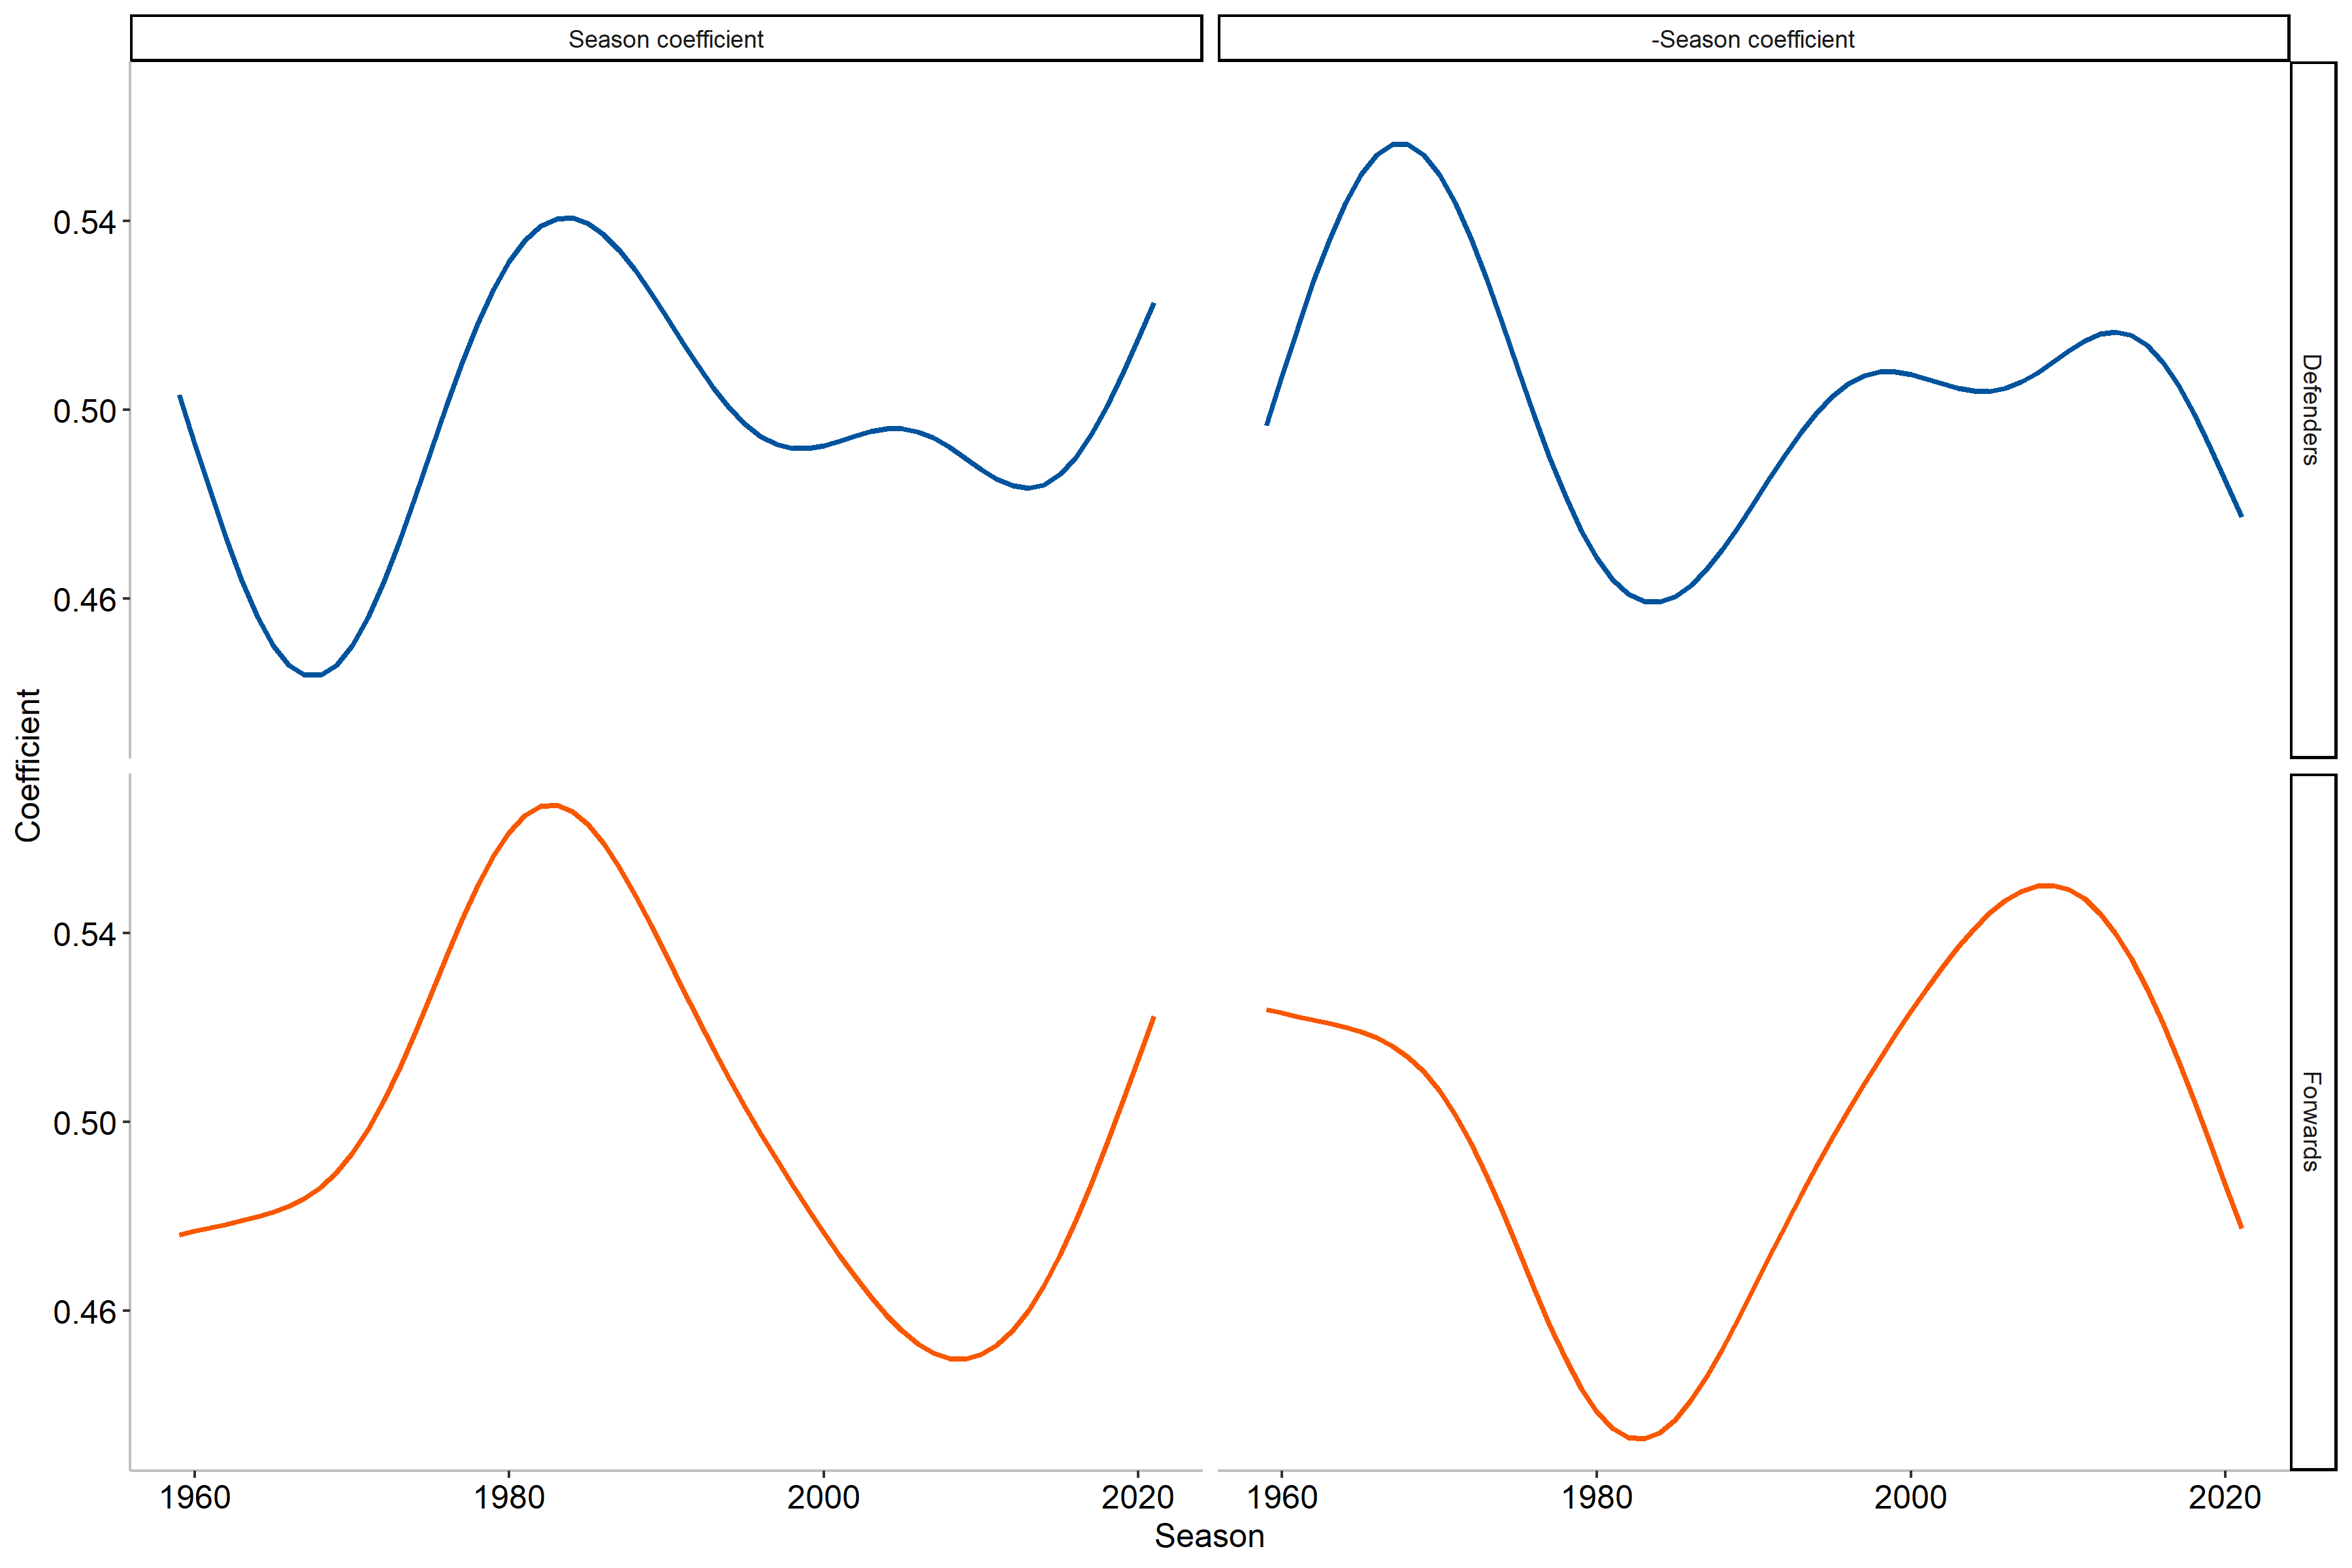 Season coefficient
-Season coefficient
0.54
0.50
0.46
Defenders
Coefficient
0.54
0.50
0.46
Forwards
1960
1980
2000
2020
1960
1980
2000
2020
Season